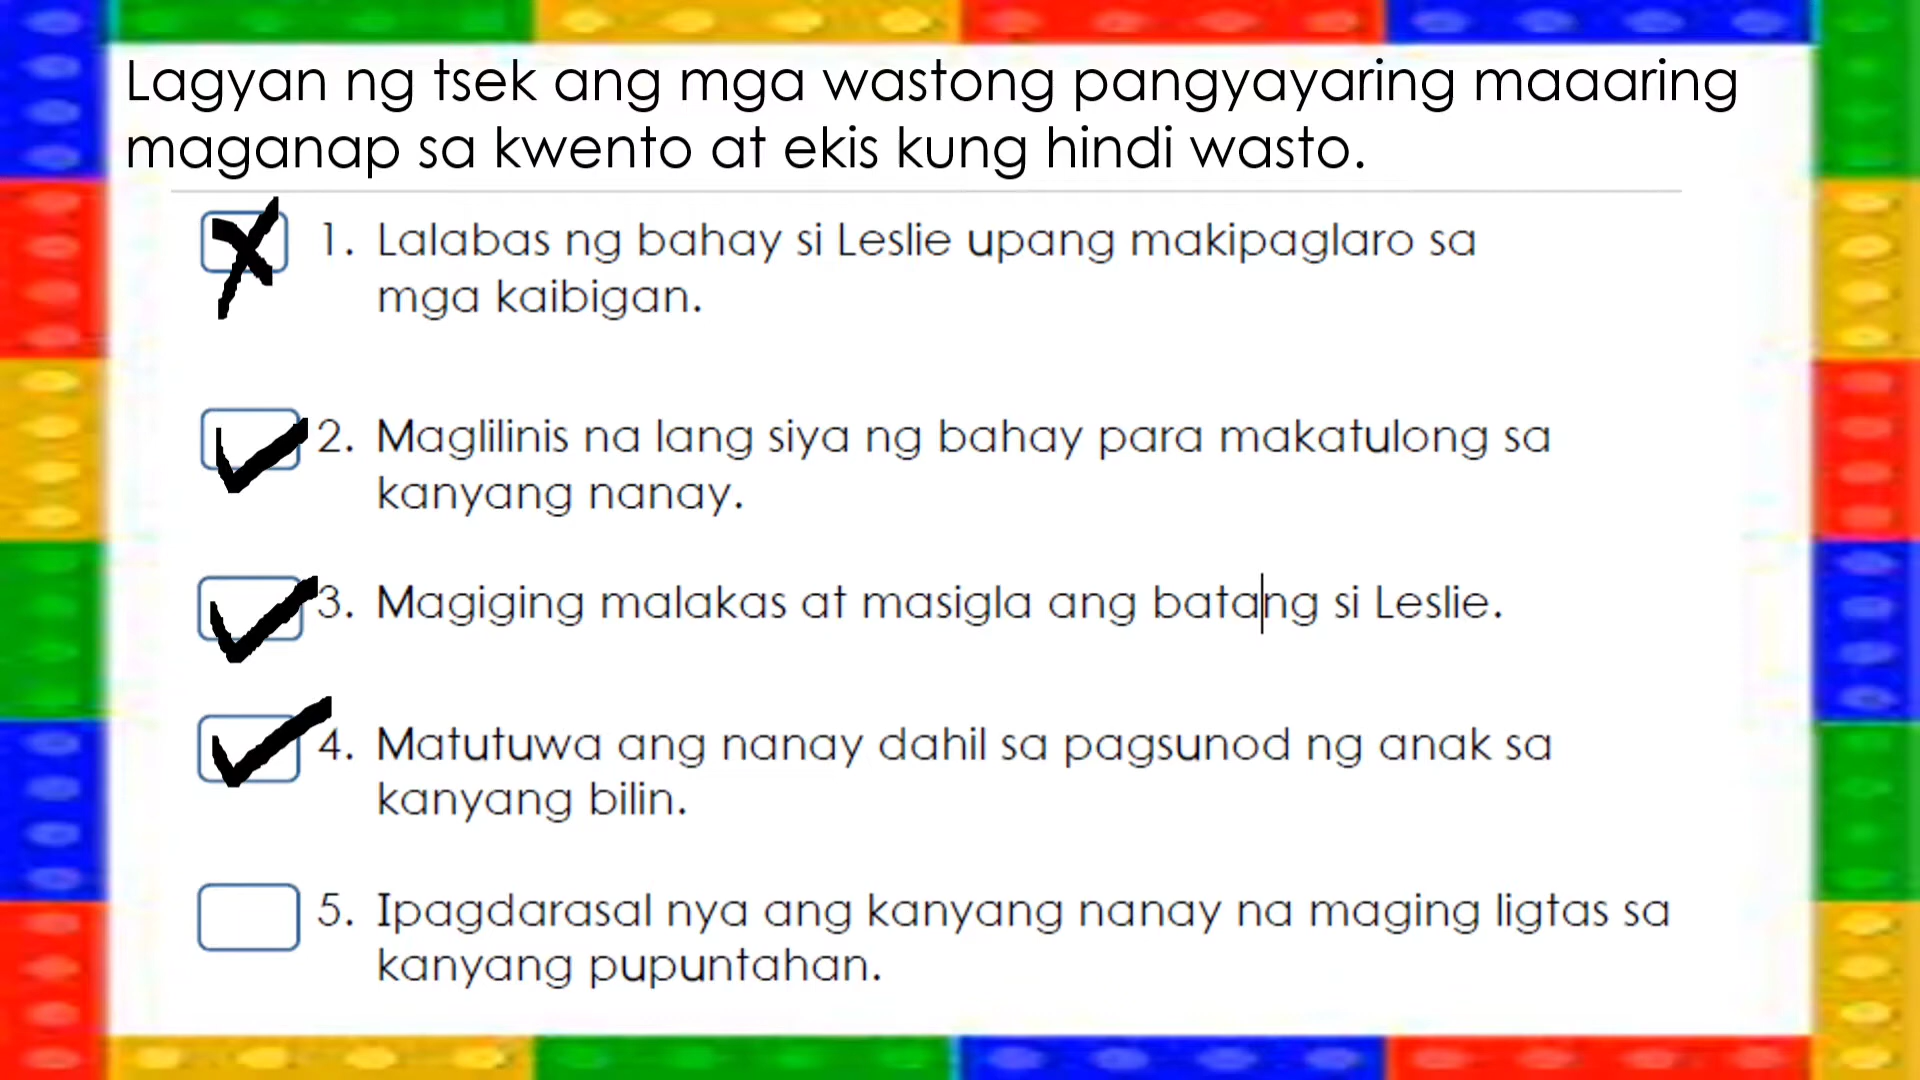 Lagyan ng tsek ang mga wastong pangyayaring maaaring
maganap sa kwento at ekis kung hindi wasto.
1. Lalabas ng bahay si Leslie upang makipaglaro sa
mga kaibigan.
2. Maglilinis na lang siya ng bahay para makatulong sa
kanyang nanay.
3. Magiging malakas at masigla ang batang si Leslie.
4. Matutuwa ang nanay dahil sa pagsunod ng anak sa
kanyang bilin.
5. Ipagdarasal nya ang kanyang nanay na maging ligtas sa
kanyang pupuntahan.